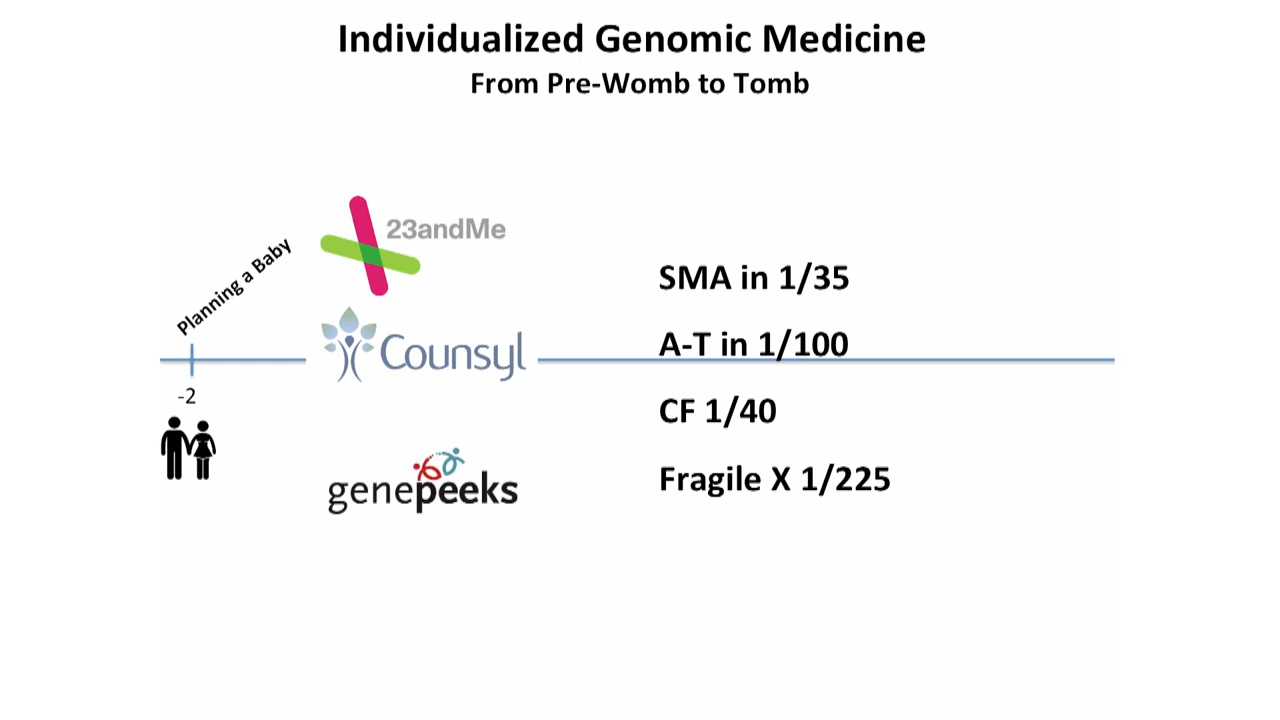 Individualized Genomic Medicine
From Pre-Womb to Tomb
Planning a Baby
-2
23andMe
Counsyl
genepeeks
SMA in 1/35
A-T in 1/100
CF 1/40
Fragile X 1/225